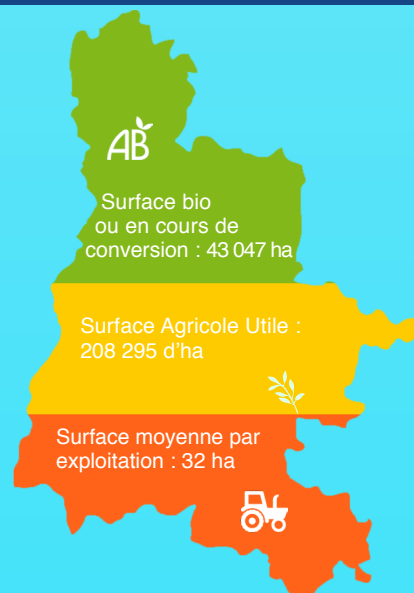 AB
Surface bio
ou en cours de
conversion : 43 047 ha
Surface Agricole Utile :
208 295 d'ha
Surface moyenne par
exploitation : 32 ha